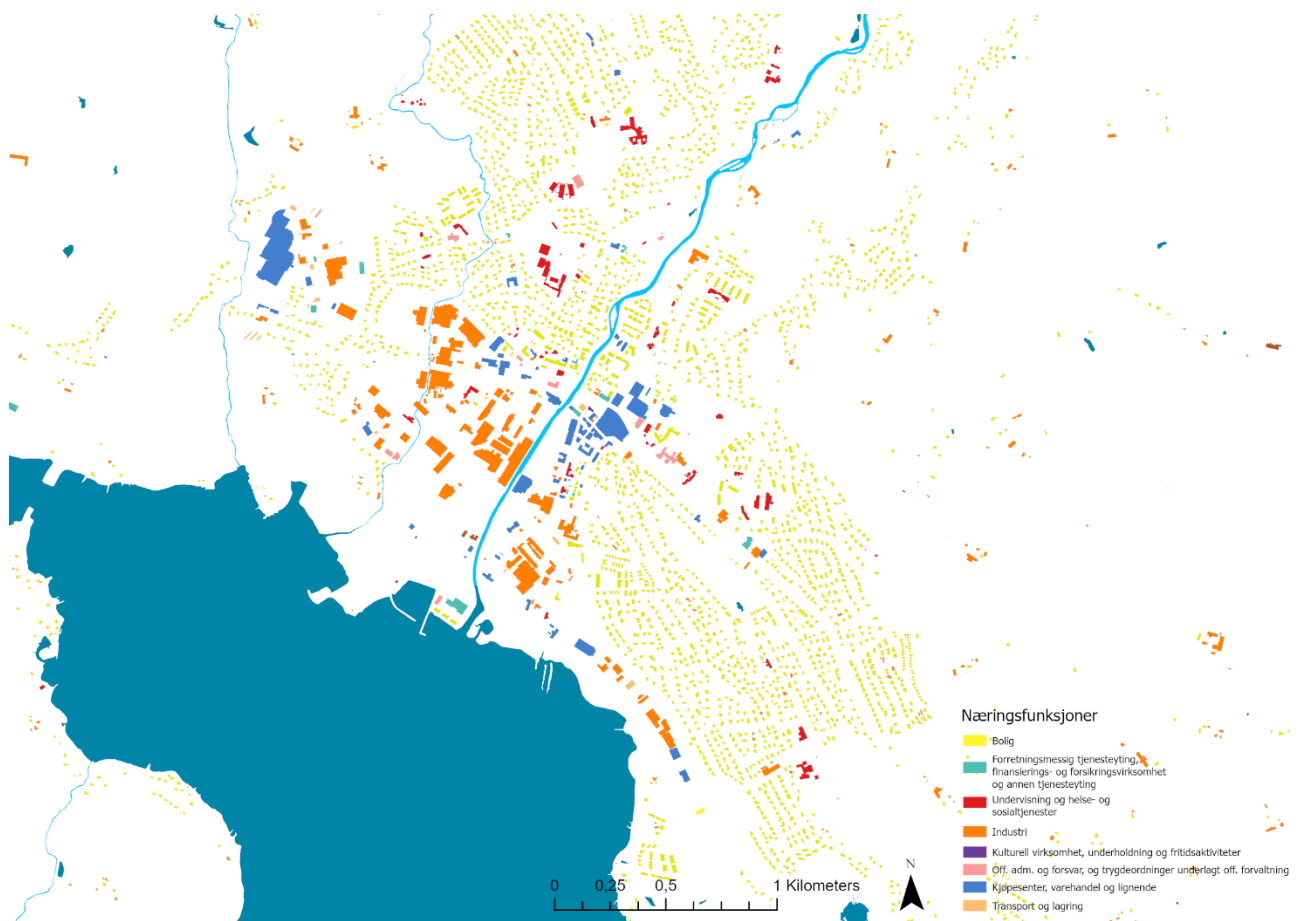 Næringsfunksjoner
Bolig
Forretningsmessig tjenesteyting,
finansierings- og forsikringsvirksomhet
og annen tjenesteyting
Undervisning og helse- og
sosialtjenester
Industri
Kulturell virksomhet, underholdning og fritidsaktiviteter
Off. adm. og forsvar, og trygdeordninger underlagt off. forvaltning
Kjøpesenter, varehandel og lignende
Transport og lagring
N
0 0,25 0,5 1 Kilometers